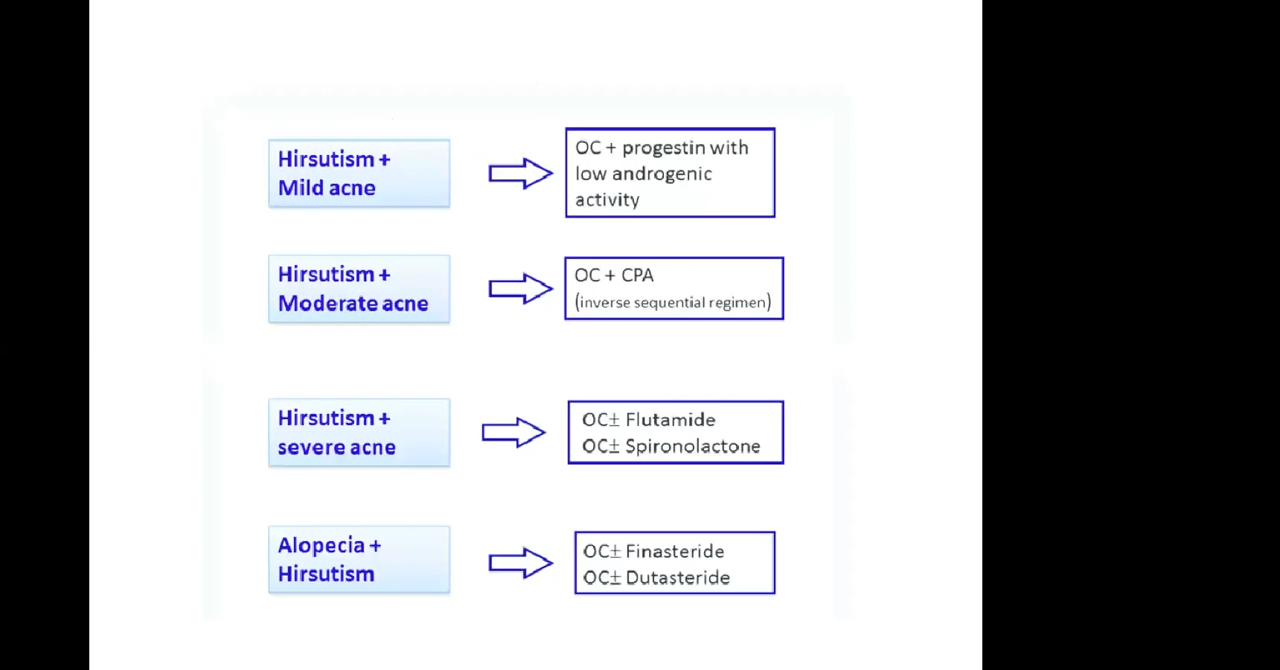 Hirsutism +
Mild acne
OC + progestin with
low androgenic
activity
Hirsutism +
Moderate acne
OC + CPA
(inverse sequential regimen)
Hirsutism +
severe acne
OC± Flutamide
OC± Spironolactone
Alopecia +
Hirsutism
OC± Finasteride
OC± Dutasteride